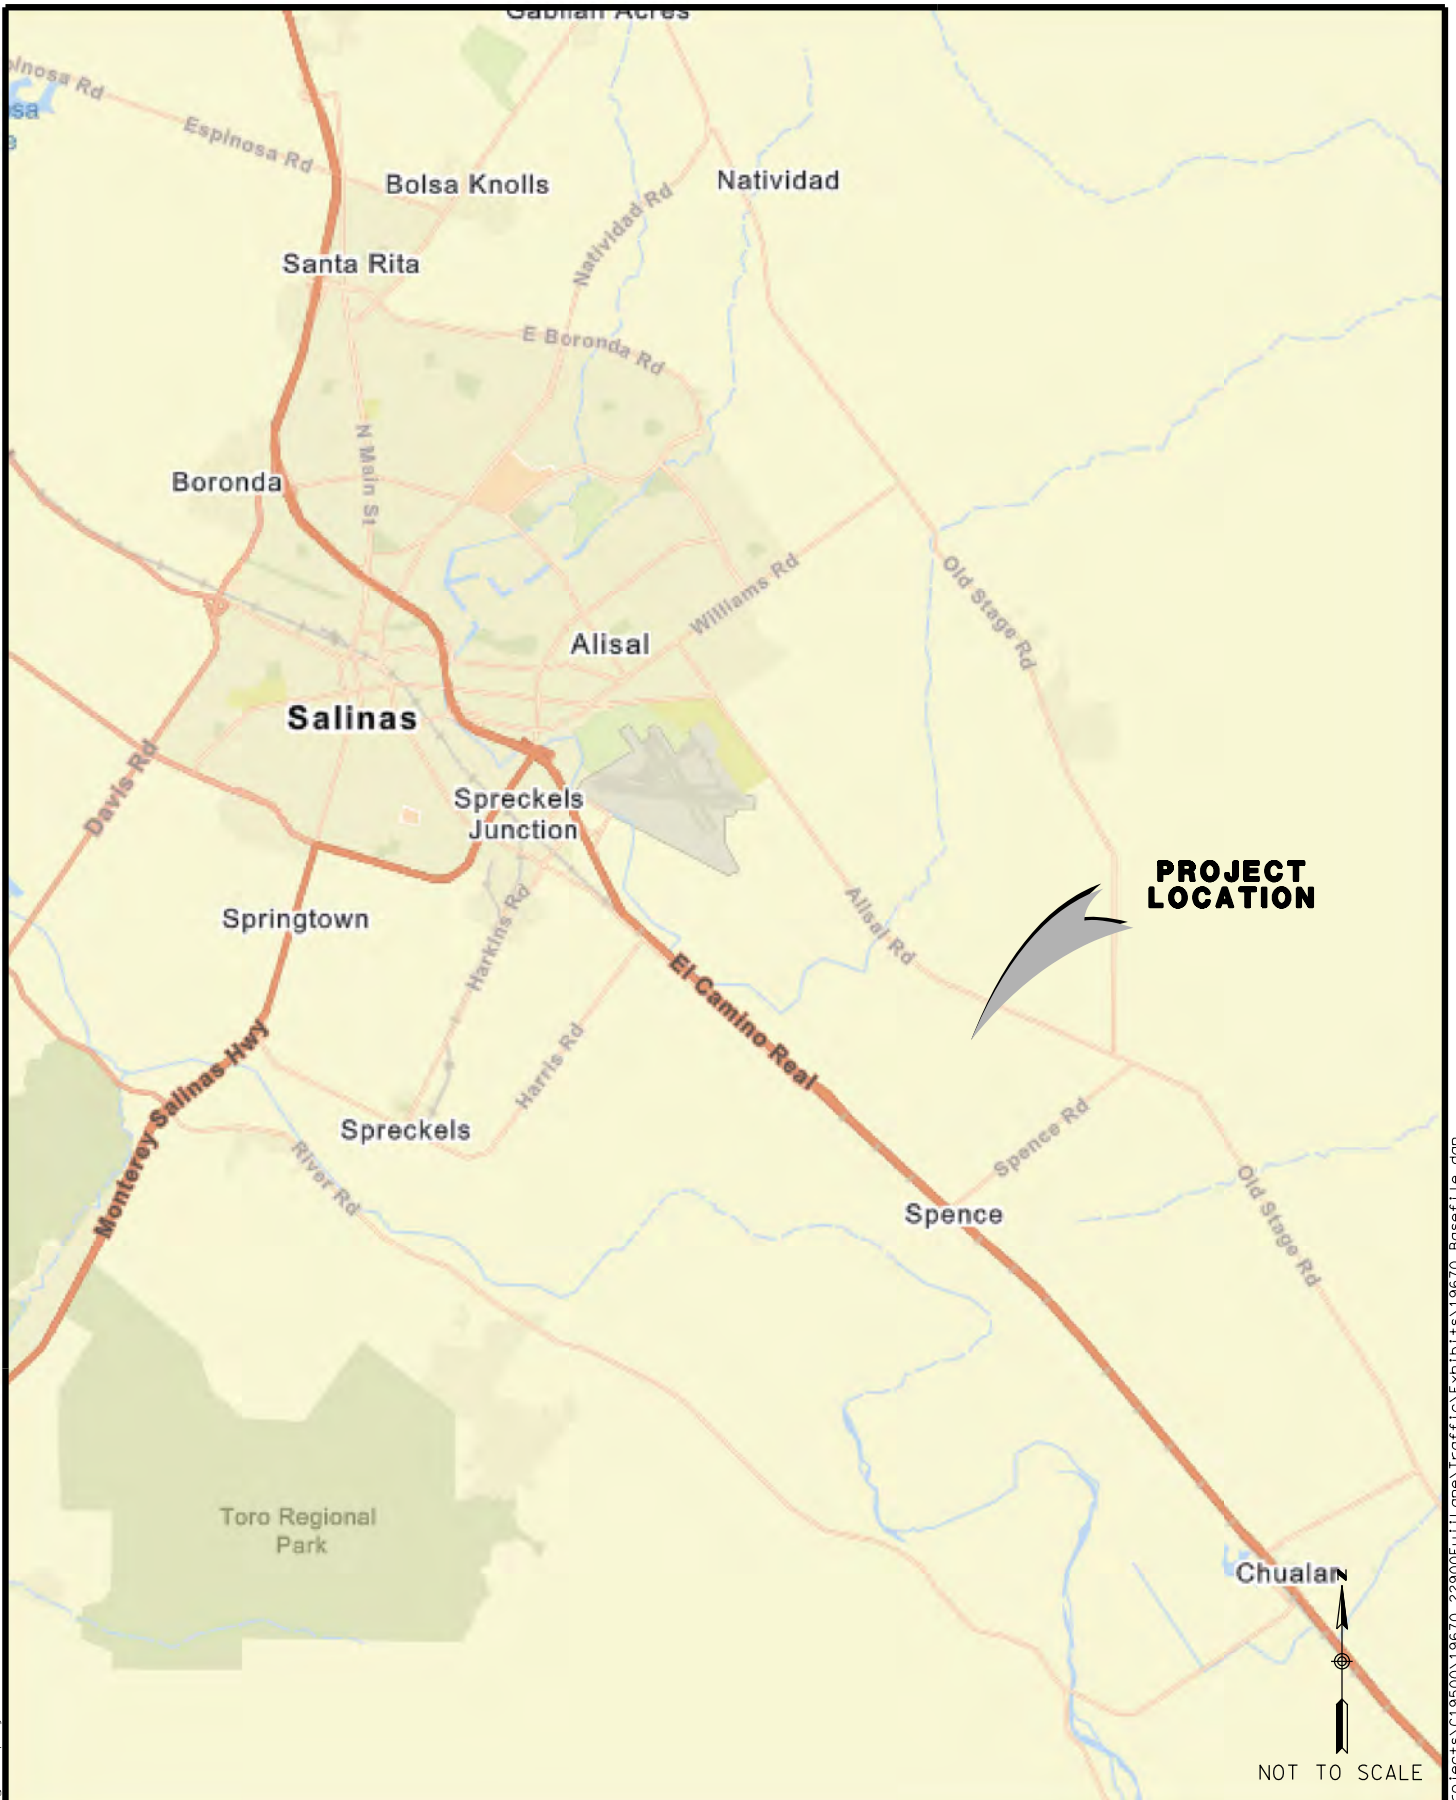 Gabilan Acres
Espinosa Rd
Bolsa Knolls
Natividad
Natividad Rd
Santa Rita
E Boronda Rd
N Main St
Boronda
Williams Rd
Old Stage Rd
Alisal
Salinas
Davis Rd
Spreckels
Junction
PROJECT
LOCATION
Alisal Rd
Harkins Rd
Springtown
El Camino Real
Harris Rd
Monterey Salinas Hwy
Spreckels
Spence Rd
River Rd
Spence
Old Stage Rd
Toro Regional
Park
Chualar
N
NOT TO SCALE